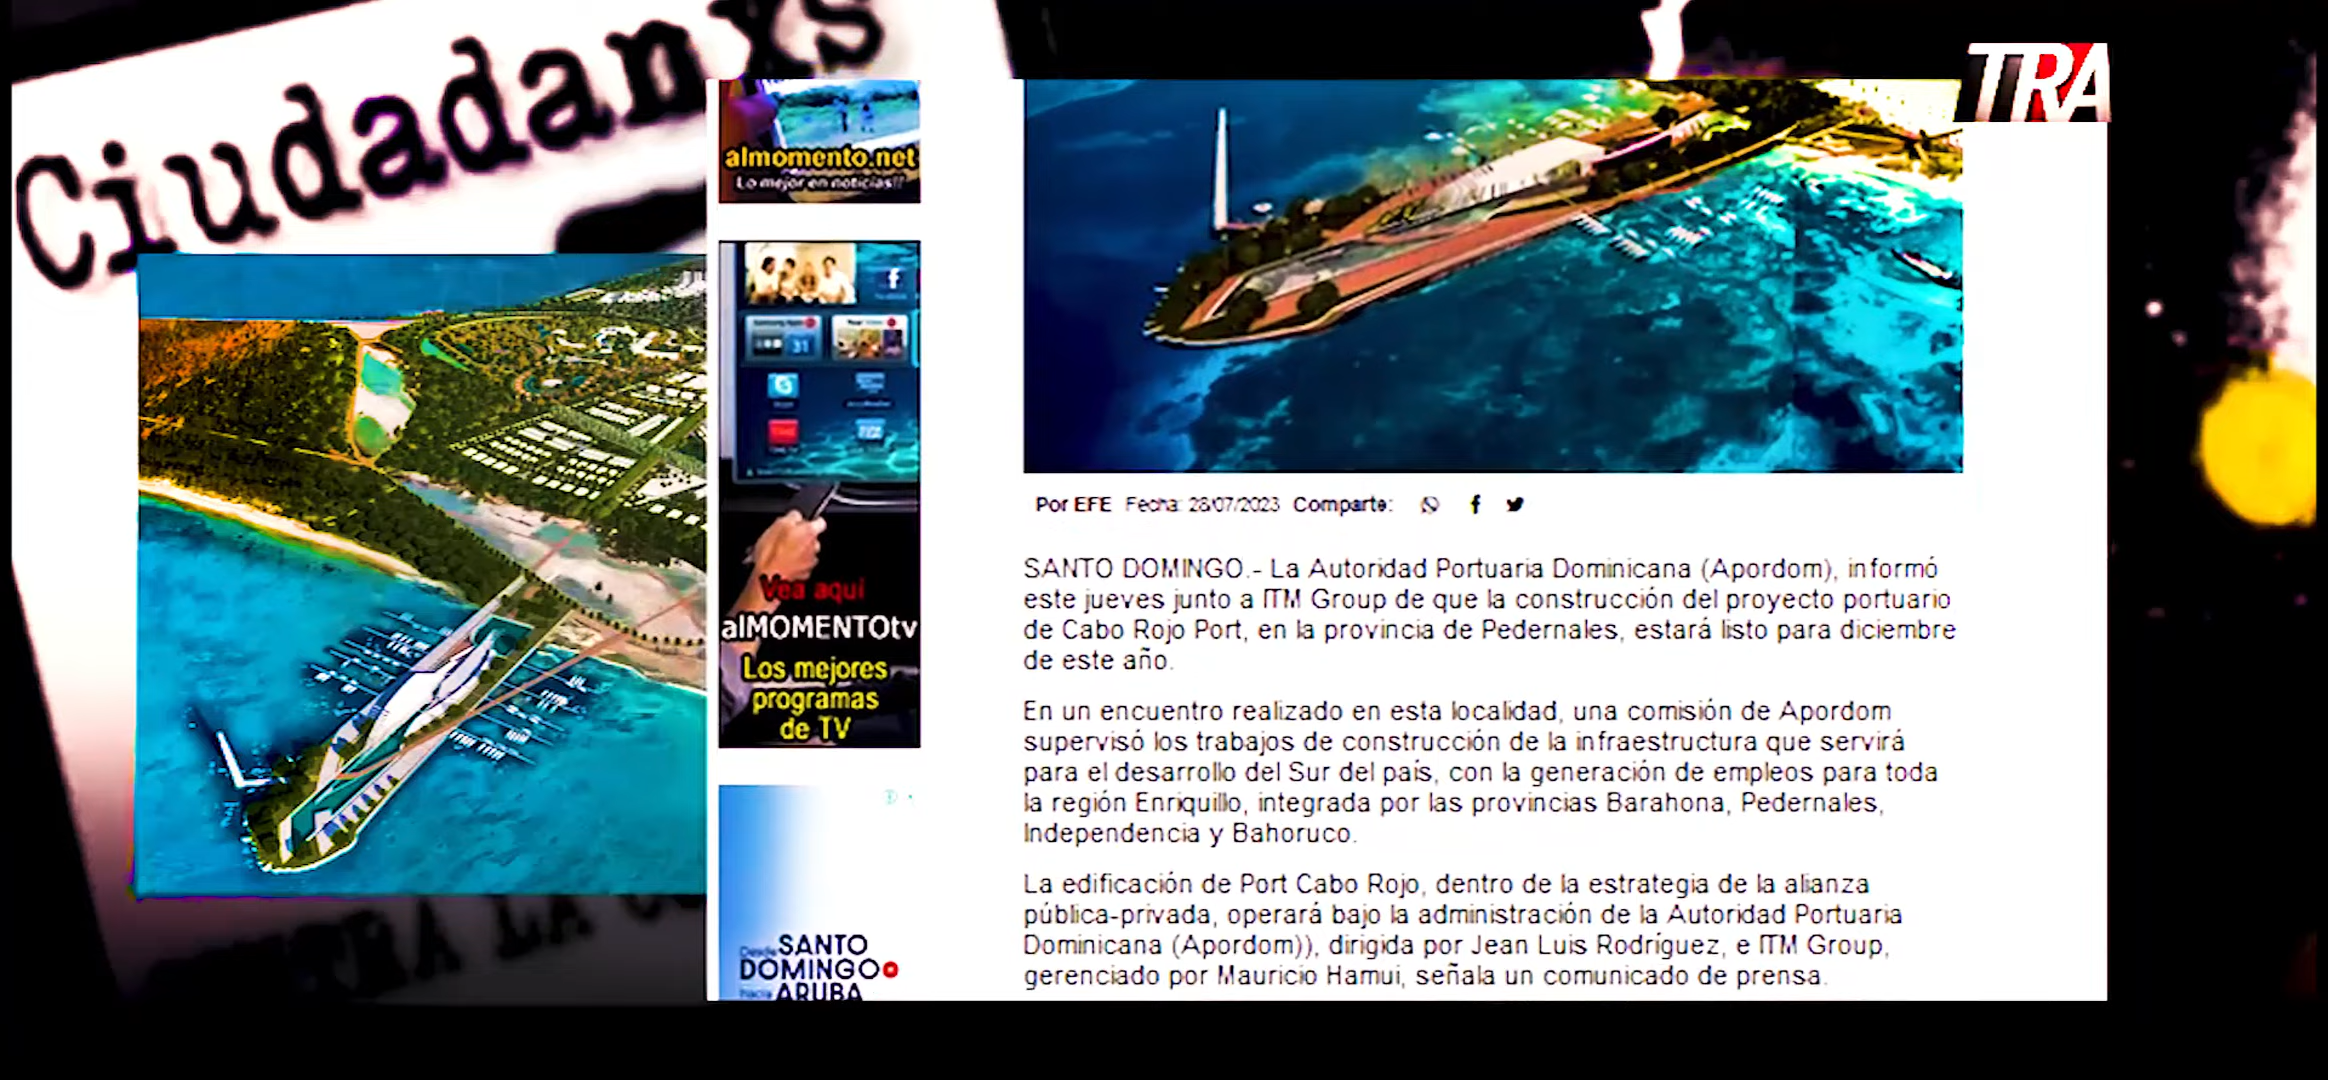 Ciudadanxs
TRA
almomento.net
Lo mejor en noticias!!
31
Vea aquí
alMOMENTOtv
Los mejores
programas
de TV
Desde SANTO
DOMINGO
hacia ARUBA
Por EFE Fecha: 28/07/2023 Comparte:
SANTO DOMINGO.- La Autoridad Portuaria Dominicana (Apordom), informó
este jueves junto a ITM Group de que la construcción del proyecto portuario
de Cabo Rojo Port, en la provincia de Pedernales, estará listo para diciembre
de este año.
En un encuentro realizado en esta localidad, una comisión de Apordom
supervisó los trabajos de construcción de la infraestructura que servirá
para el desarrollo del Sur del país, con la generación de empleos para toda
la región Enriquillo, integrada por las provincias Barahona, Pedernales,
Independencia y Bahoruco.
La edificación de Port Cabo Rojo, dentro de la estrategia de la alianza
pública-privada, operará bajo la administración de la Autoridad Portuaria
Dominicana (Apordom)), dirigida por Jean Luis Rodríguez, e ITM Group,
gerenciado por Mauricio Hamui, señala un comunicado de prensa.